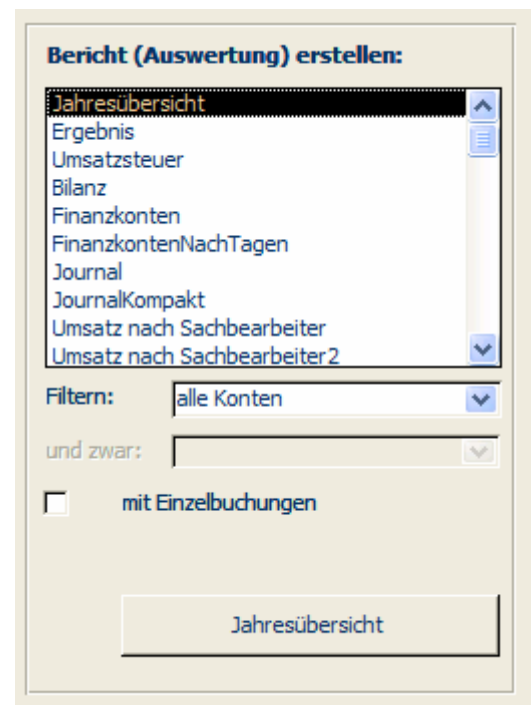 Bericht (Auswertung) erstellen:
Jahresübersicht
Ergebnis
Umsatzsteuer
Bilanz
Finanzkonten
FinanzkontenNachTagen
Journal
JournalKompakt
Umsatz nach Sachbearbeiter
Umsatz nach Sachbearbeiter2
Filtern: alle Konten
und zwar:
mit Einzelbuchungen
Jahresübersicht